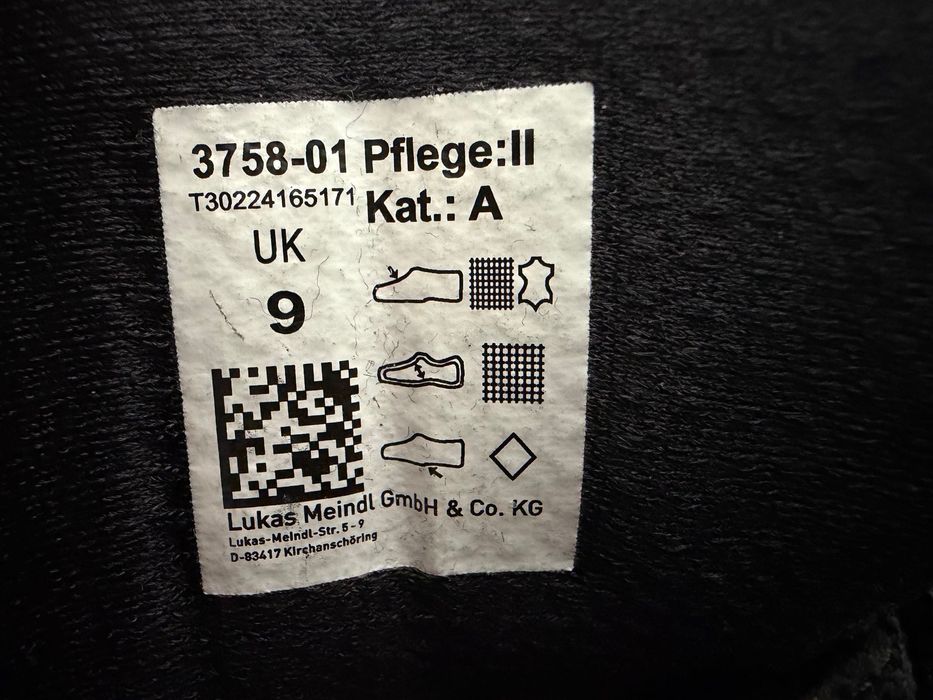 3758-01 Pflege:II
T30224165171 Kat.: A
UK
9
Lukas Meindl GmbH & Co. KG
Lukas-Meindl-Str. 5-9
D-83417 Kirchanschöring